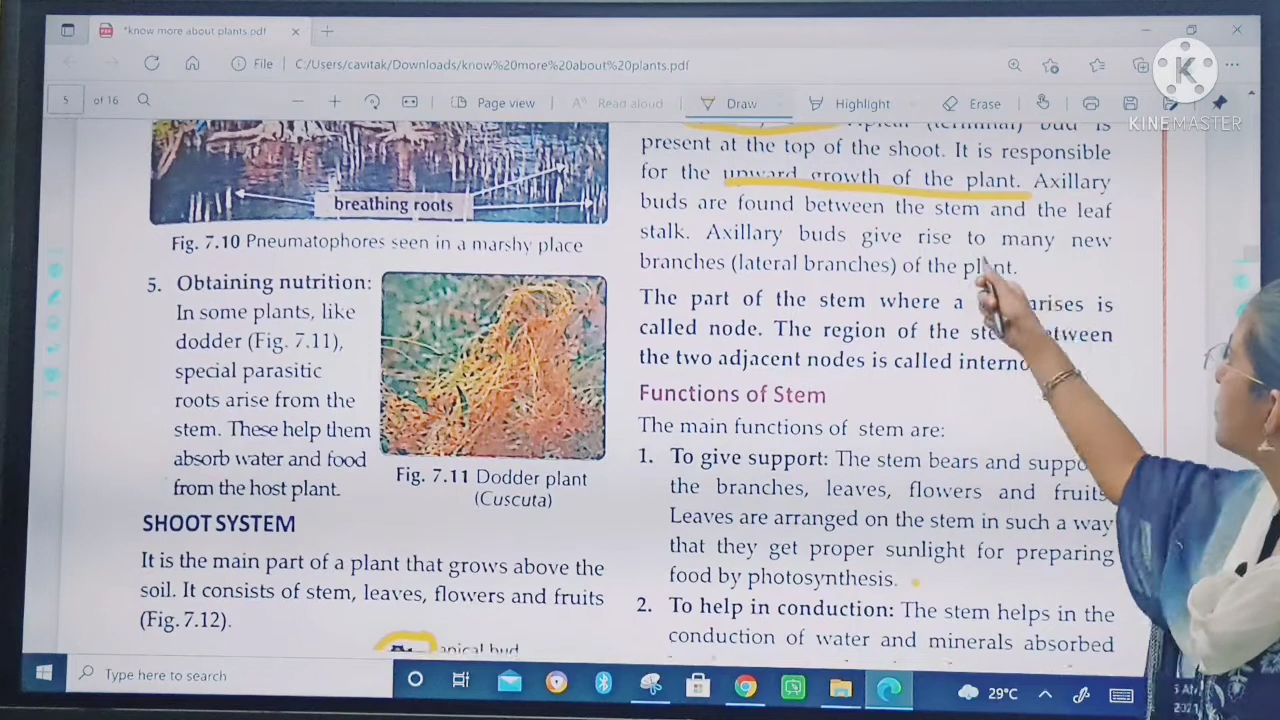 *know more about plants.pdf
File
C:/Users/cavitak/Downloads/know%20more%20about%20plants.pdf
5 of 16
Page view
Read aloud
Draw
Highlight
Erase
KINEMASTER
breathing roots
Fig. 7.10 Pneumatophores seen in a marshy place
5. Obtaining nutrition:
In some plants, like
dodder (Fig. 7.11),
special parasitic
roots arise from the
stem. These help them
absorb water and food
from the host plant.
Fig. 7.11 Dodder plant
(Cuscuta)
SHOOT SYSTEM
It is the main part of a plant that grows above the
soil. It consists of stem, leaves, flowers and fruits
(Fig. 7.12).
apical bud
Apical (terminal) bud is
present at the top of the shoot. It is responsible
for the upward growth of the plant. Axillary
buds are found between the stem and the leaf
stalk. Axillary buds give rise to many new
branches (lateral branches) of the plant.
The part of the stem where a arises is
called node. The region of the between
the two adjacent nodes is called
Functions of Stem
The main functions of stem are:
1. To give support: The stem bears and
the branches, leaves, flowers and fruits
Leaves are arranged on the stem in such a way
that they get proper sunlight for preparing
food by photosynthesis.
2. To help in conduction: The stem helps in the
conduction of water and minerals absorbed
Type here to search
29°C